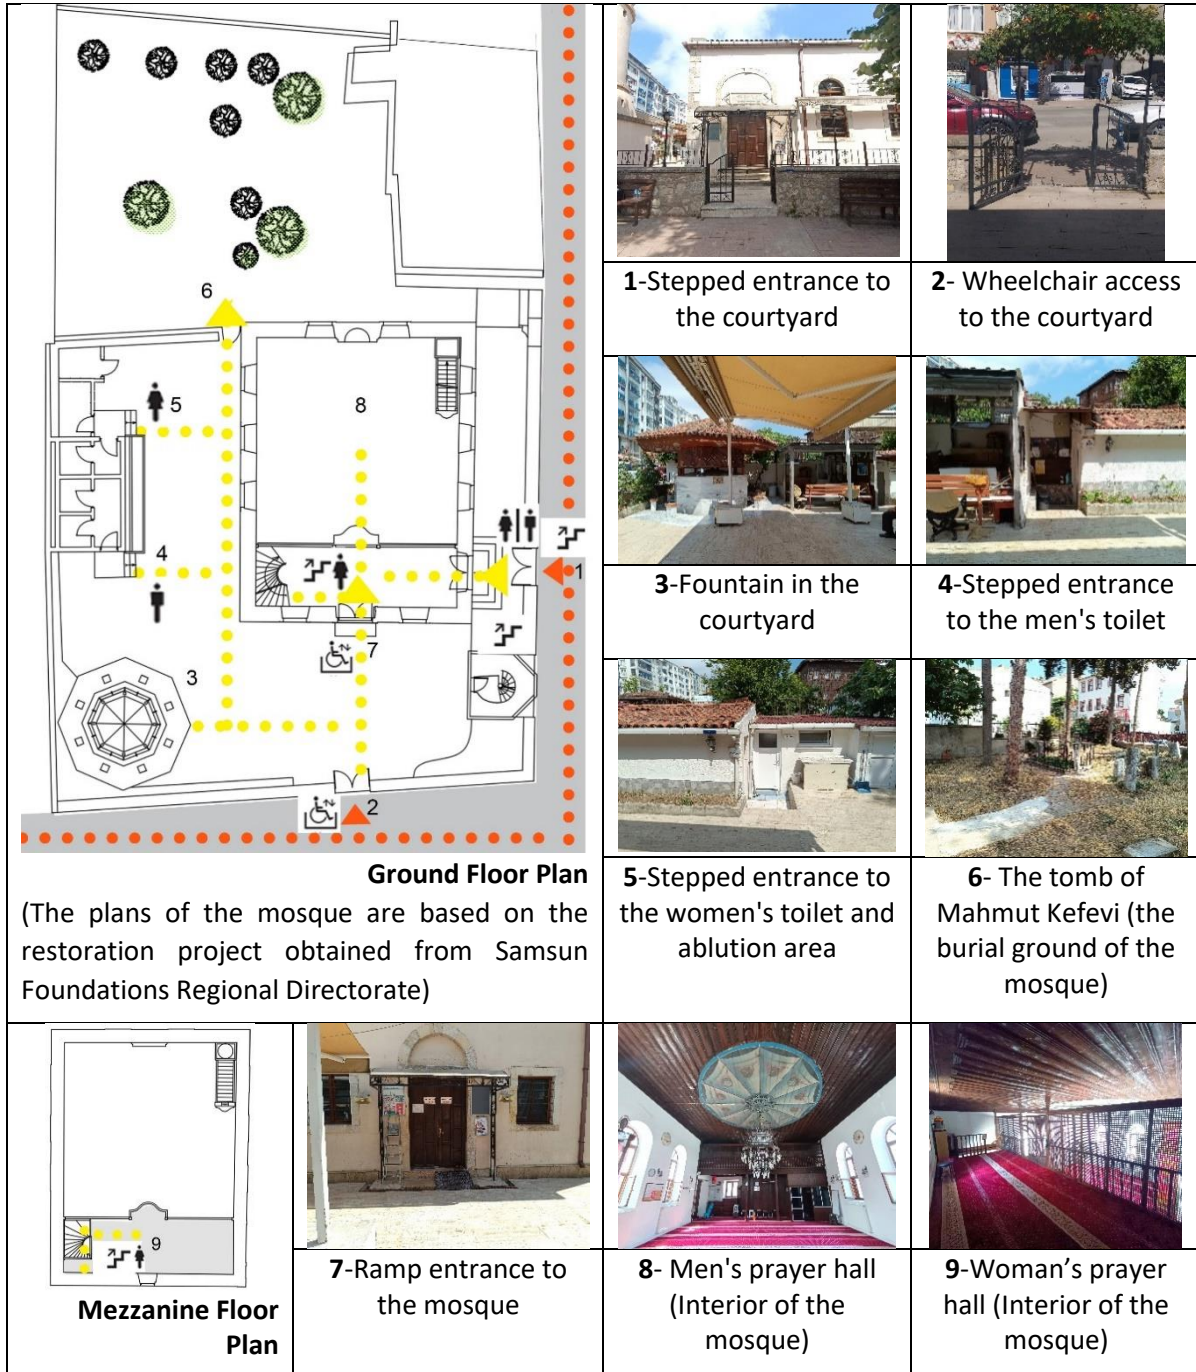 6
5
8
4
1
3
7
2
Ground Floor Plan
(The plans of the mosque are based on the
restoration project obtained from Samsun
Foundations Regional Directorate)
1-Stepped entrance to
the courtyard
2- Wheelchair access
to the courtyard
3-Fountain in the
courtyard
4-Stepped entrance
to the men's toilet
5-Stepped entrance to
the women's toilet and
ablution area
6- The tomb of
Mahmut Kefevi (the
burial ground of the
mosque)
9
Mezzanine Floor
Plan
7-Ramp entrance to
the mosque
8- Men's prayer hall
(Interior of the
mosque)
9-Woman’s prayer
hall (Interior of the
mosque)